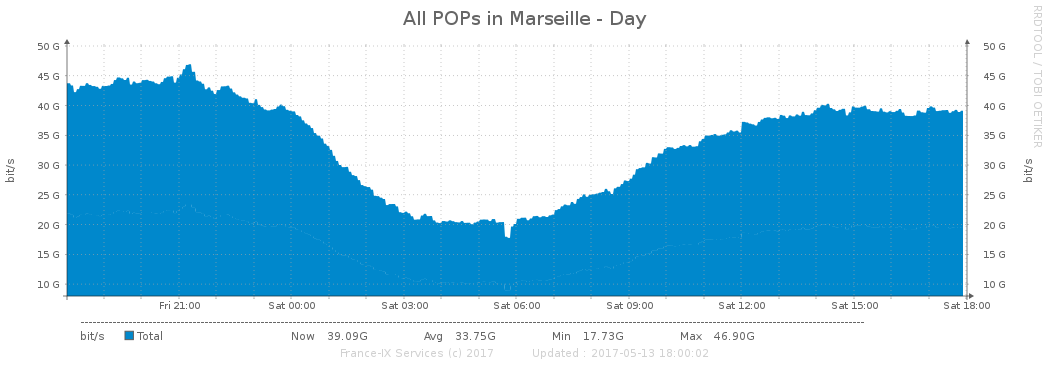 All POPs in Marseille - Day
RRDTOOL / TOBI OETIKER
50 G 50 G
45 G 45 G
40 G 40 G
35 G 35 G
30 G 30 G
25 G 25 G
20 G 20 G
15 G 15 G
10 G 10 G
bit/s bit/s
Fri 21:00 Sat 00:00 Sat 03:00 Sat 06:00 Sat 09:00 Sat 12:00 Sat 15:00 Sat 18:00
bit/s Total Now 39.09G Avg 33.75G Min 17.73G Max 46.90G
France-IX Services (c) 2017 Updated : 2017-05-13 18:00:02